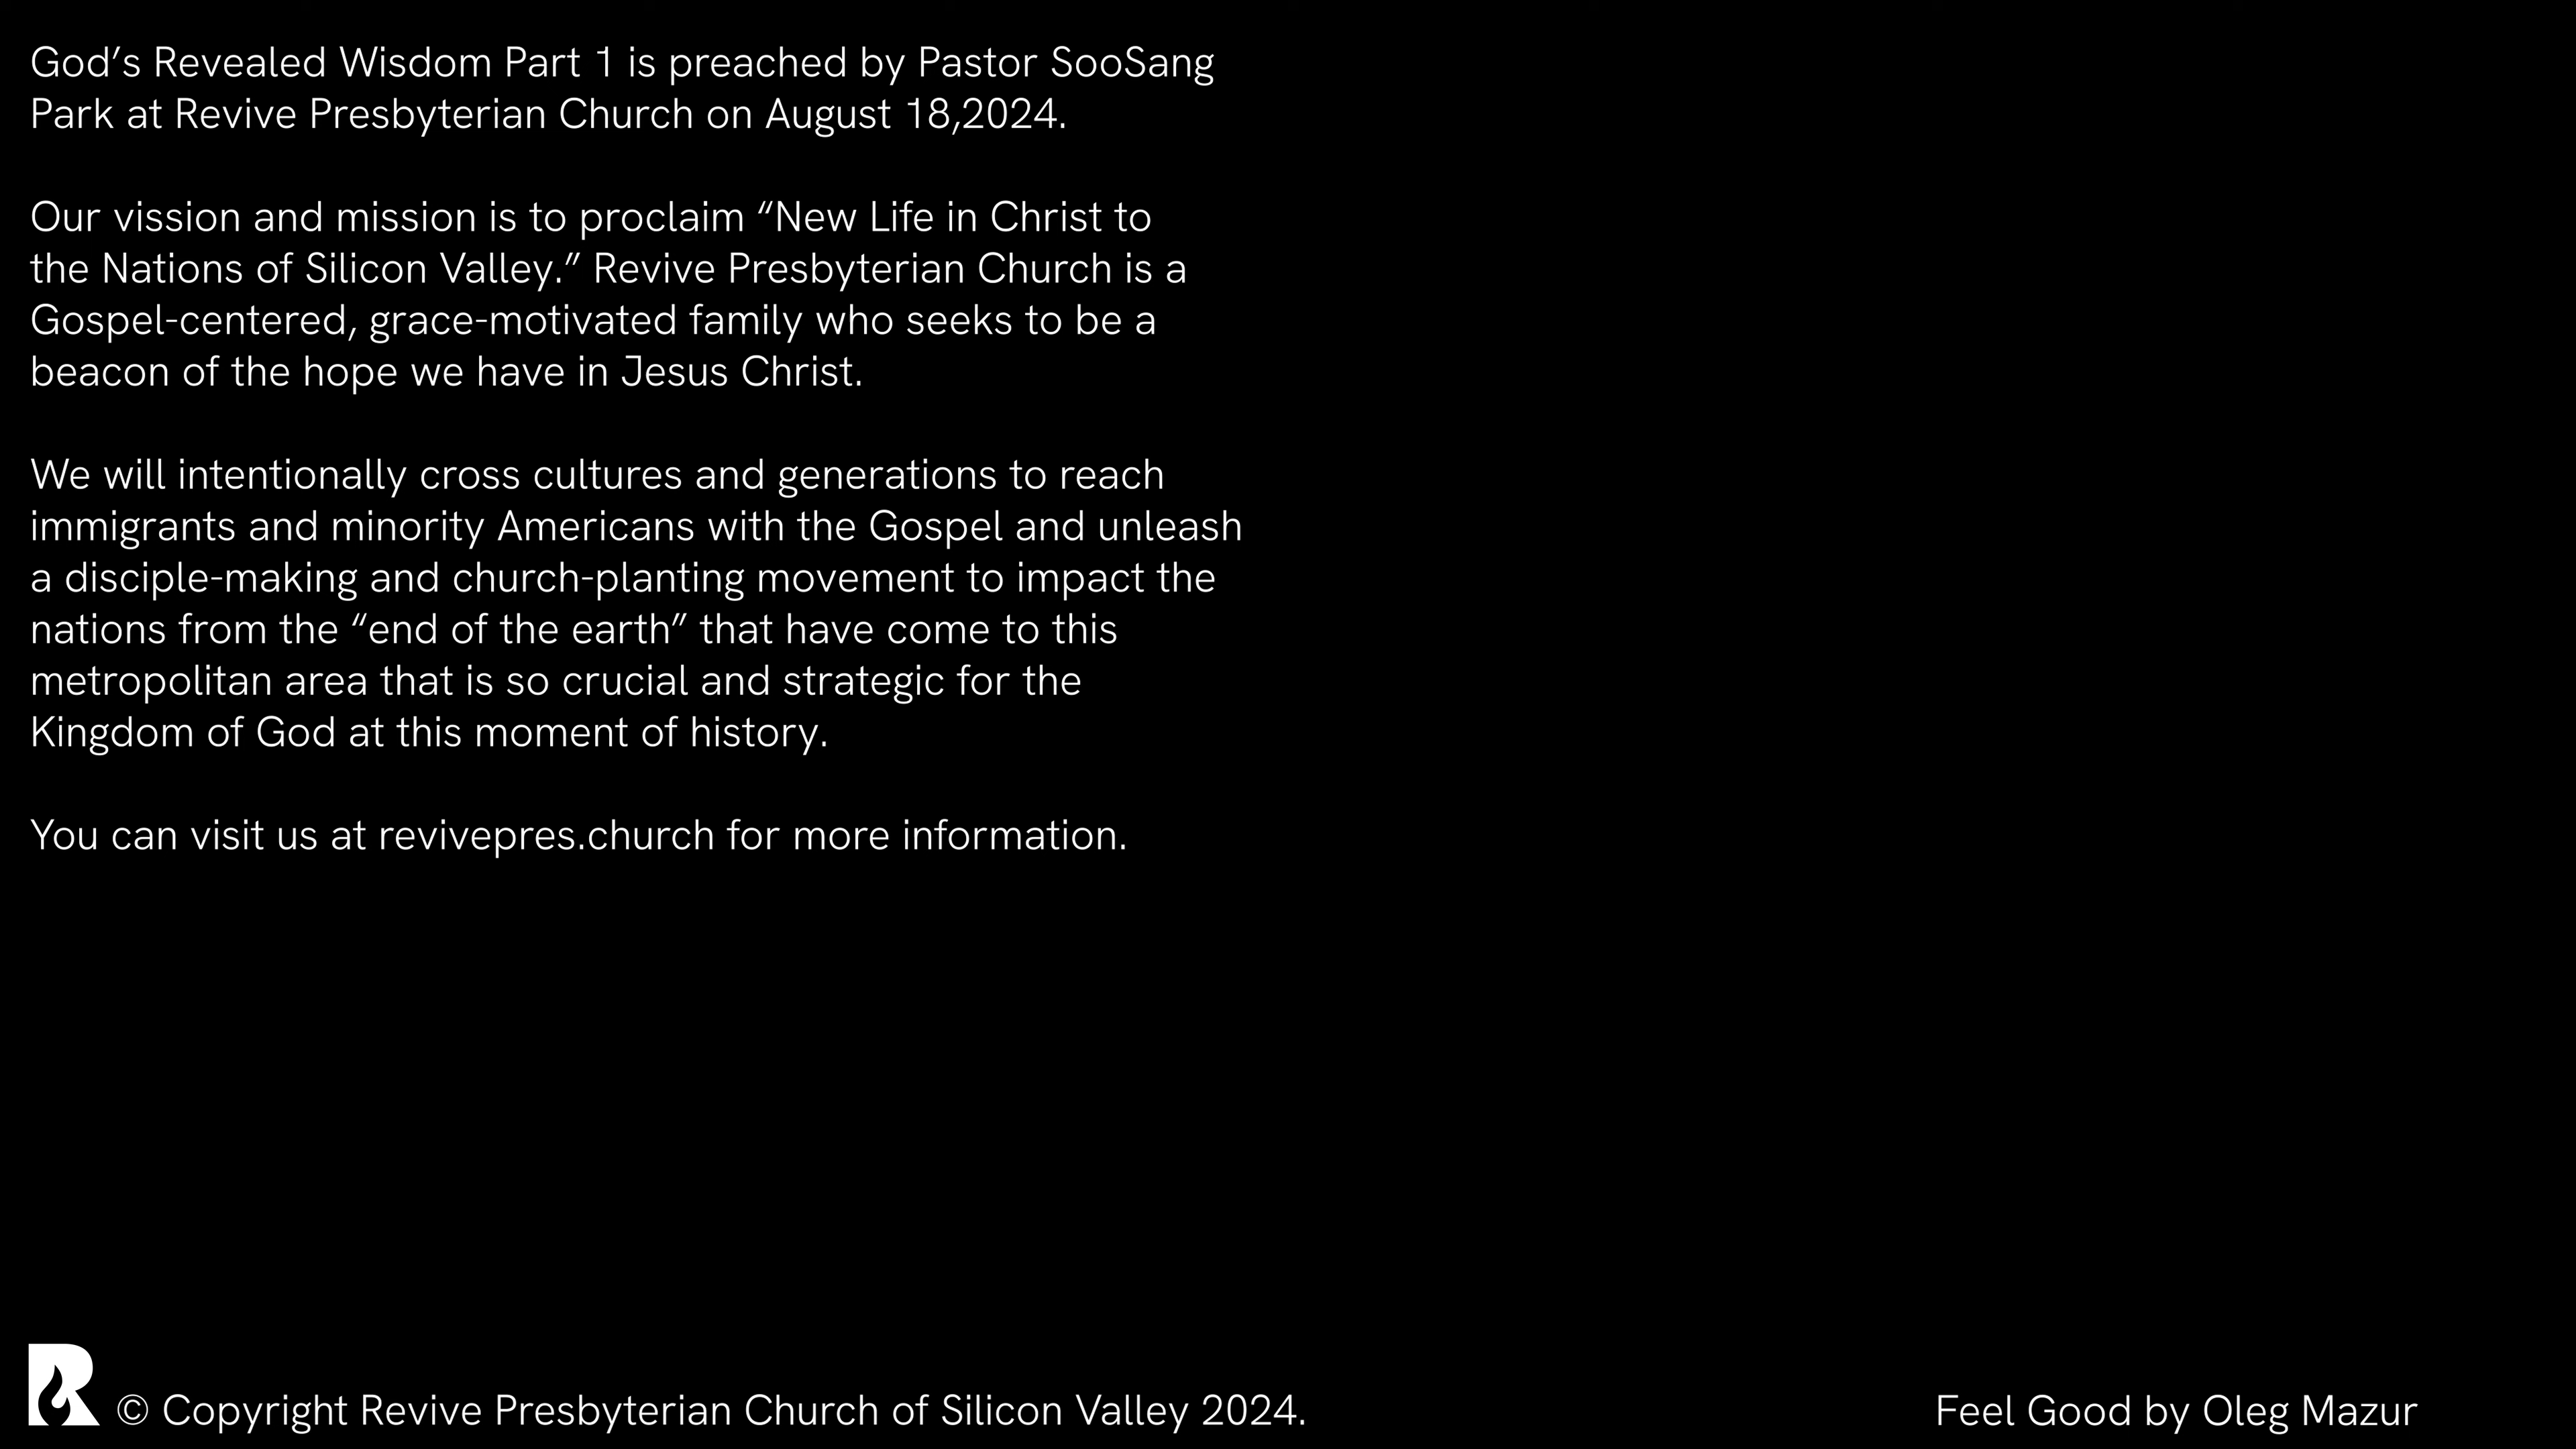 God’s Revealed Wisdom Part 1 is preached by Pastor SooSang
Park at Revive Presbyterian Church on August 18,2024.
Our vission and mission is to proclaim “New Life in Christ to
the Nations of Silicon Valley.” Revive Presbyterian Church is a
Gospel-centered, grace-motivated family who seeks to be a
beacon of the hope we have in Jesus Christ.
We will intentionally cross cultures and generations to reach
immigrants and minority Americans with the Gospel and unleash
a disciple-making and church-planting movement to impact the
nations from the “end of the earth” that have come to this
metropolitan area that is so crucial and strategic for the
Kingdom of God at this moment of history.
You can visit us at revivepres.church for more information.
R © Copyright Revive Presbyterian Church of Silicon Valley 2024.
Feel Good by Oleg Mazur